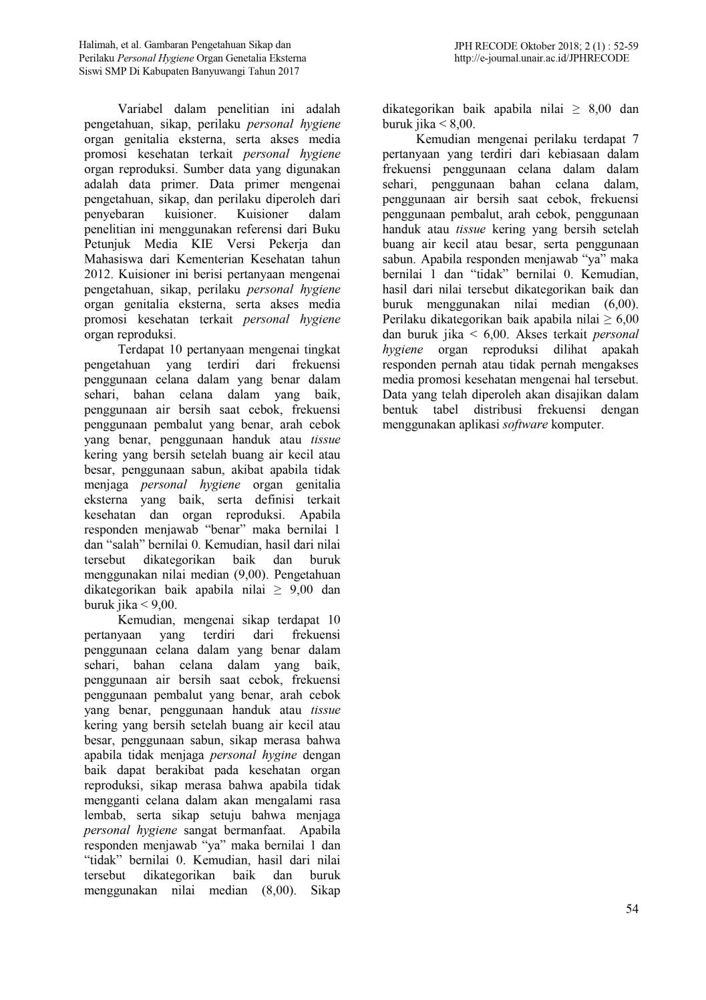 Halimah, et al. Gambaran Pengetahuan Sikap dan
Perilaku Personal Hygiene Organ Genetalia Eksterna
Siswi SMP Di Kabupaten Banyuwangi Tahun 2017
JPH RECODE Oktober 2018; 2 (1) : 52-59
http://e-journal.unair.ac.id/JPHRECODE
Variabel dalam penelitian ini adalah
pengetahuan, sikap, perilaku personal hygiene
organ genitalia eksterna, serta akses media
promosi kesehatan terkait personal hygiene
organ reproduksi. Sumber data yang digunakan
adalah data primer. Data primer mengenai
pengetahuan, sikap, dan perilaku diperoleh dari
penyebaran kuisioner. Kuisioner dalam
penelitian ini menggunakan referensi dari Buku
Petunjuk Media KIE Versi Pekerja dan
Mahasiswa dari Kementerian Kesehatan tahun
2012. Kuisioner ini berisi pertanyaan mengenai
pengetahuan, sikap, perilaku personal hygiene
organ genitalia eksterna, serta akses media
promosi kesehatan terkait personal hygiene
organ reproduksi.
Terdapat 10 pertanyaan mengenai tingkat
pengetahuan yang terdiri dari frekuensi
penggunaan celana dalam yang benar dalam
sehari, bahan celana dalam yang baik,
penggunaan air bersih saat cebok, frekuensi
penggunaan pembalut yang benar, arah cebok
yang benar, penggunaan handuk atau tissue
kering yang bersih setelah buang air kecil atau
besar, penggunaan sabun, akibat apabila tidak
menjaga personal hygiene organ genitalia
eksterna yang baik, serta definisi terkait
kesehatan dan organ reproduksi. Apabila
responden menjawab “benar” maka bernilai 1
dan “salah” bernilai 0. Kemudian, hasil dari nilai
tersebut dikategorikan baik dan buruk
menggunakan nilai median (9,00). Pengetahuan
dikategorikan baik apabila nilai ≥ 9,00 dan
buruk jika < 9,00.
Kemudian, mengenai sikap terdapat 10
pertanyaan yang terdiri dari frekuensi
penggunaan celana dalam yang benar dalam
sehari, bahan celana dalam yang baik,
penggunaan air bersih saat cebok, frekuensi
penggunaan pembalut yang benar, arah cebok
yang benar, penggunaan handuk atau tissue
kering yang bersih setelah buang air kecil atau
besar, penggunaan sabun, sikap merasa bahwa
apabila tidak menjaga personal hygine dengan
baik dapat berakibat pada kesehatan organ
reproduksi, sikap merasa bahwa apabila tidak
mengganti celana dalam akan mengalami rasa
lembab, serta sikap setuju bahwa menjaga
personal hygiene sangat bermanfaat. Apabila
responden menjawab “ya” maka bernilai 1 dan
“tidak” bernilai 0. Kemudian, hasil dari nilai
tersebut dikategorikan baik dan buruk
menggunakan nilai median (8,00). Sikap
dikategorikan baik apabila nilai ≥ 8,00 dan
buruk jika < 8,00.
Kemudian mengenai perilaku terdapat 7
pertanyaan yang terdiri dari kebiasaan dalam
frekuensi penggunaan celana dalam dalam
sehari, penggunaan bahan celana dalam,
penggunaan air bersih saat cebok, frekuensi
penggunaan pembalut, arah cebok, penggunaan
handuk atau tissue kering yang bersih setelah
buang air kecil atau besar, serta penggunaan
sabun. Apabila responden menjawab “ya” maka
bernilai 1 dan “tidak” bernilai 0. Kemudian,
hasil dari nilai tersebut dikategorikan baik dan
buruk menggunakan nilai median (6,00).
Perilaku dikategorikan baik apabila nilai ≥ 6,00
dan buruk jika < 6,00. Akses terkait personal
hygiene organ reproduksi dilihat apakah
responden pernah atau tidak pernah mengakses
media promosi kesehatan mengenai hal tersebut.
Data yang telah diperoleh akan disajikan dalam
bentuk tabel distribusi frekuensi dengan
menggunakan aplikasi software komputer.
54